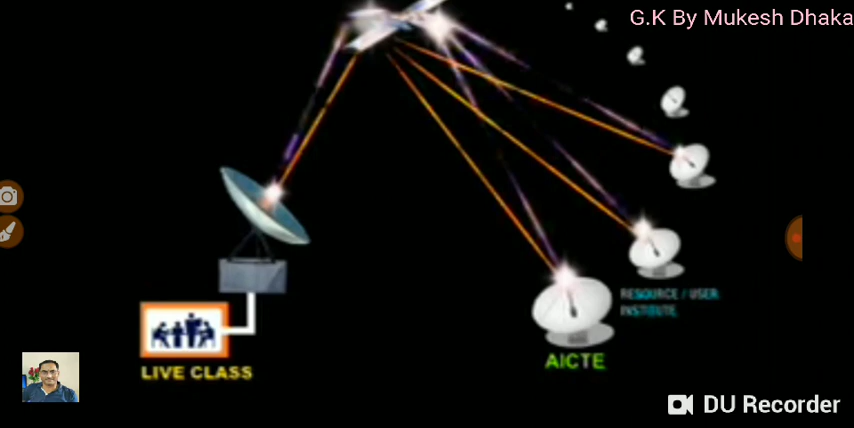 G.K By Mukesh Dhaka
RESOURCE / USER
INSTITUTE
AICTE
LIVE CLASS
DU Recorder